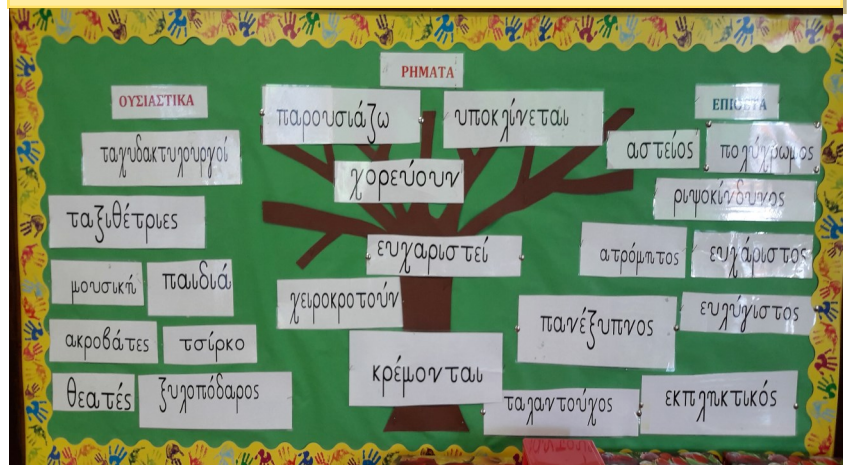 ΡΗΜΑΤΑ
ΟΥΣΙΑΣΤΙΚΑ
ΕΠΙΘΕΤΑ
παρουσιάζω
υποκλίνεται
ταχυδακτυλουργοί
αστείος
πολύχρωμος
χορεύουν
ριψοκίνδυνος
ταξιθέτριες
ευχαριστεί
ατρόμητος
ευχάριστος
μουσική
παιδιά
χειροκροτούν
πανέξυπνος
ευλύγιστος
ακροβάτες
τσίρκο
κρέμονται
θεατές
ξυλοπόδαρος
ταλαντούχος
εκπληκτικός